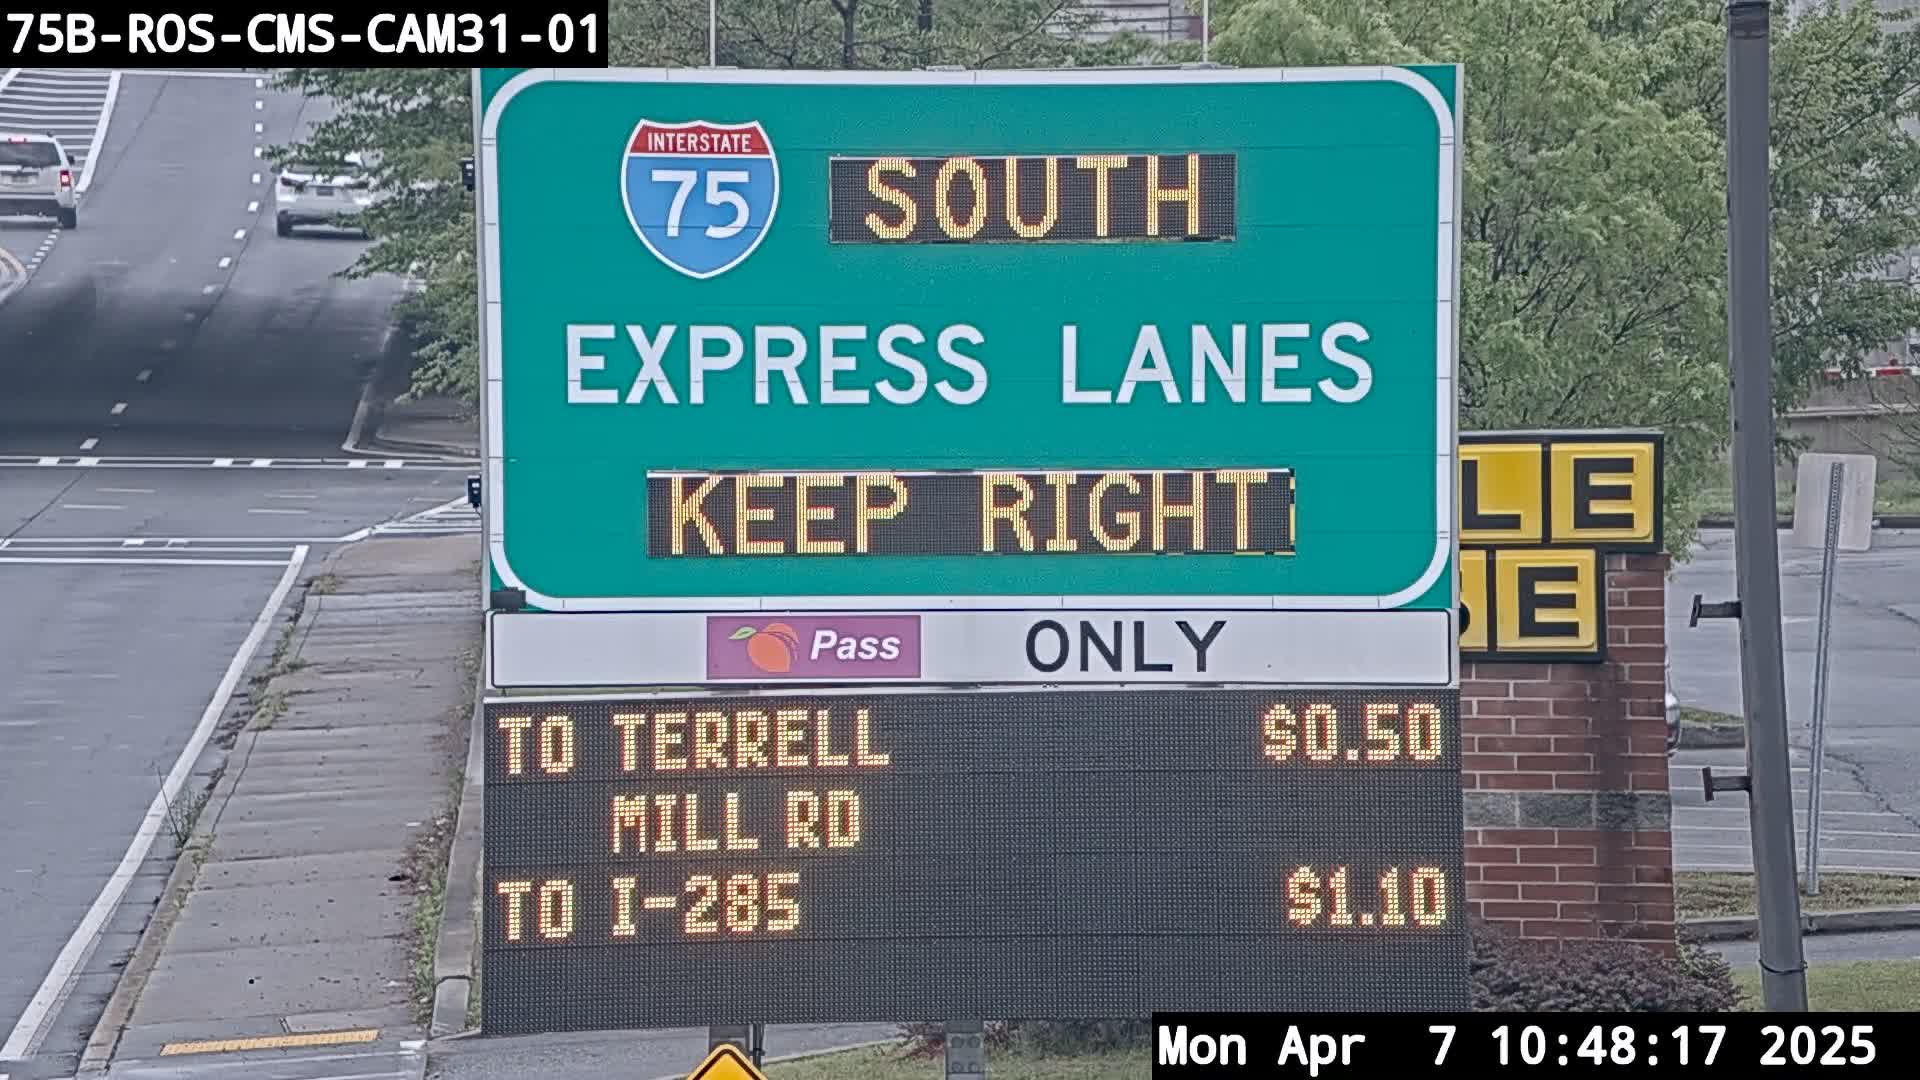 75B-ROS-CMS-CAM31-01
INTERSTATE
75
SOUTH
EXPRESS LANES
KEEP RIGHT
Pass ONLY
TO TERRELL $0.50
MILL RD
TO I-285 $1.10
LE
E
Mon Apr 7 10:48:17 2025